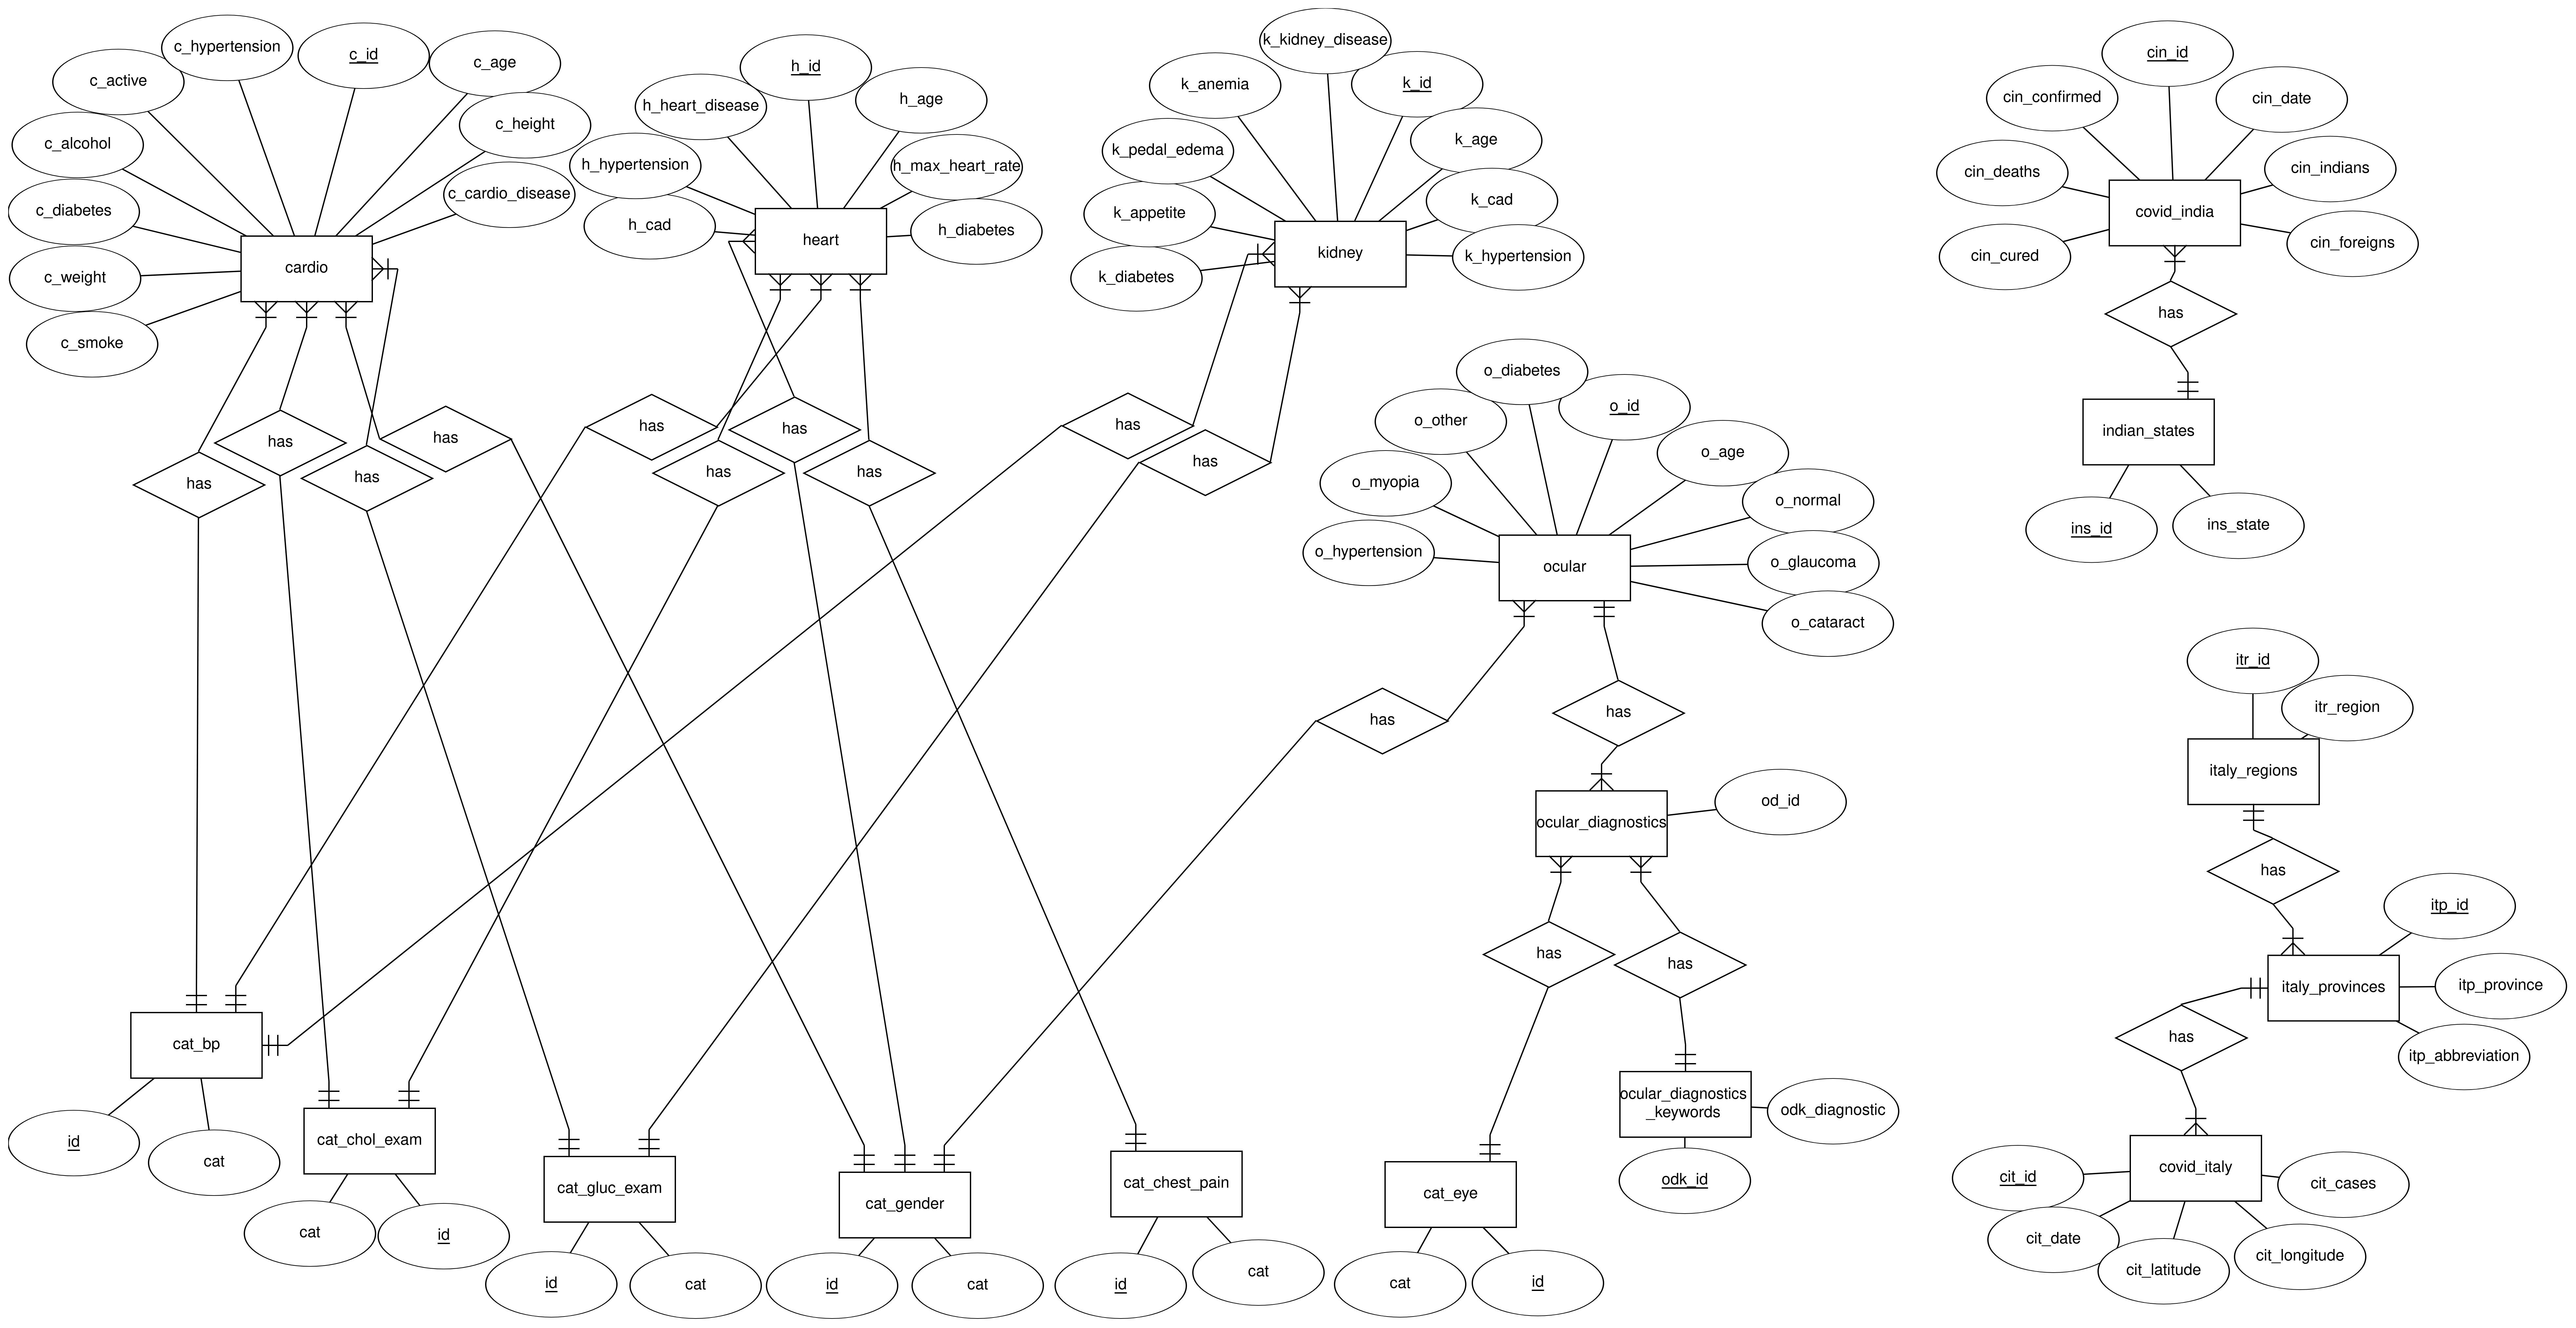 c_hypertension
c_id
c_age
c_active
c_height
c_alcohol
c_cardio_disease
c_diabetes
cardio
c_weight
c_smoke
h_id
h_heart_disease
h_age
h_hypertension
h_max_heart_rate
h_cad
h_diabetes
heart
k_kidney_disease
k_anemia
k_id
k_pedal_edema
k_age
k_appetite
k_cad
k_diabetes
k_hypertension
kidney
cin_id
cin_confirmed
cin_date
cin_deaths
cin_indians
cin_cured
cin_foreigns
covid_india
has
indian_states
ins_id
ins_state
has
has
has
has
has
has
has
has
has
has
o_diabetes
o_id
o_other
o_age
o_myopia
o_normal
o_hypertension
o_glaucoma
ocular
o_cataract
has
has
od_id
ocular_diagnostics
has
has
ocular_diagnostics
_keywords
odk_diagnostic
odk_id
itr_id
itr_region
italy_regions
has
itp_id
itp_province
italy_provinces
itp_abbreviation
has
covid_italy
cit_id
cit_cases
cit_date
cit_latitude
cit_longitude
cat_bp
id
cat
cat_chol_exam
cat
id
cat_gluc_exam
id
cat
cat_gender
id
cat
cat_chest_pain
id
cat
cat_eye
cat
id